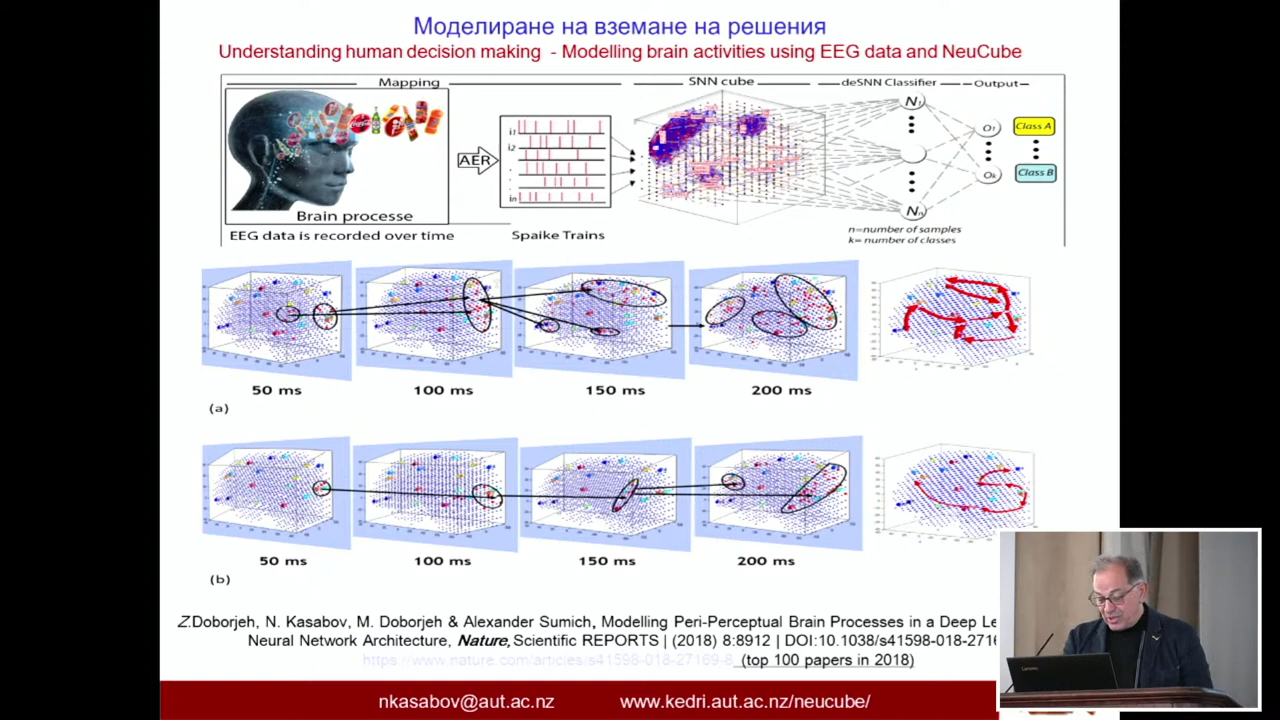 Моделиране на вземане на решения
Understanding human decision making - Modelling brain activities using EEG data and NeuCube
Mapping
SNN cube
deSNN Classifier
Output
AER
i1
i2
in
N1
Nn
O1
Ok
Class A
Class B
Brain processe
EEG data is recorded over time
Spaike Trains
n=number of samples
k= number of classes
50 ms
100 ms
150 ms
200 ms
(a)
50 ms
100 ms
150 ms
200 ms
(b)
Z.Doborjeh, N. Kasabov, M. Doborjeh & Alexander Sumich, Modelling Peri-Perceptual Brain Processes in a Deep Le
Neural Network Architecture, Nature, Scientific REPORTS | (2018) 8:8912 | DOI:10.1038/s41598-018-2716
https://www.nature.com/articles/s41598-018-27169-8 (top 100 papers in 2018)
nkasabov@aut.ac.nz www.kedri.aut.ac.nz/neucube/
Lenovo